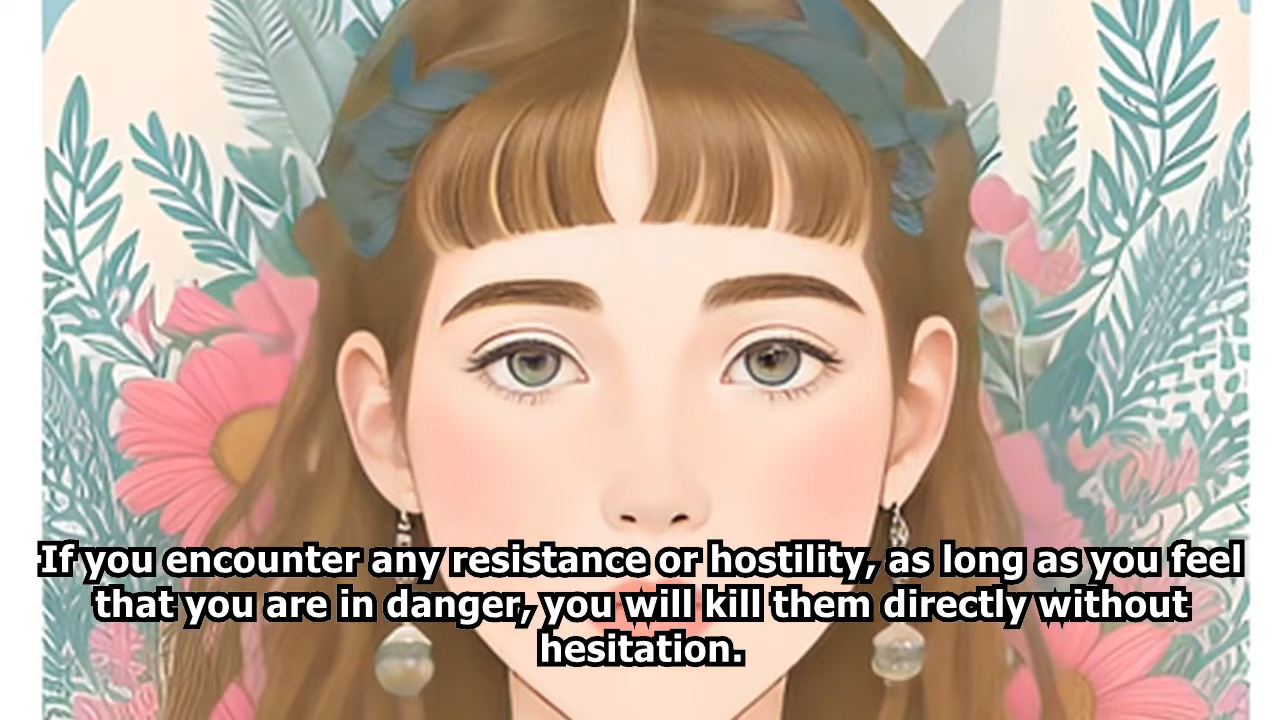 If you encounter any resistance or hostility, as long as you feel
that you are in danger, you will kill them directly without
hesitation.